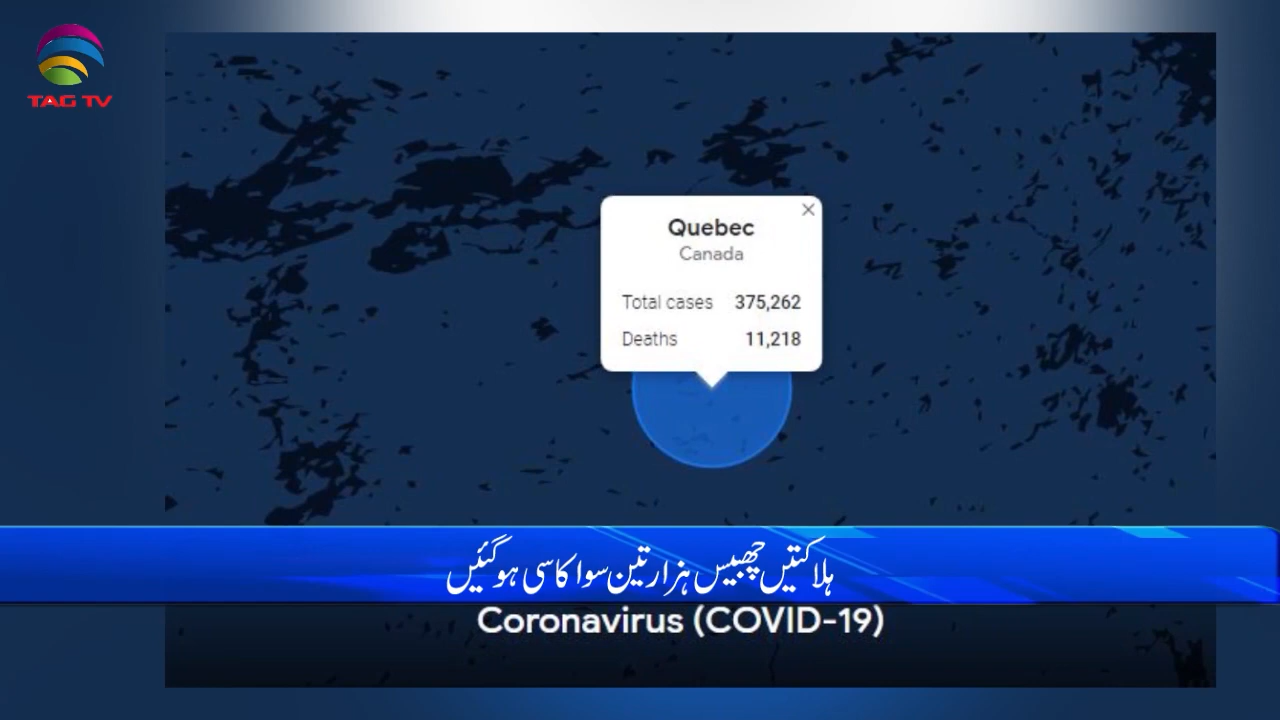 TAG TV
Quebec
Canada
Total cases 375,262
Deaths 11,218
ہلاکتیں چھبیس ہزار تین سو اکاسی ہوگئیں
Coronavirus (COVID-19)